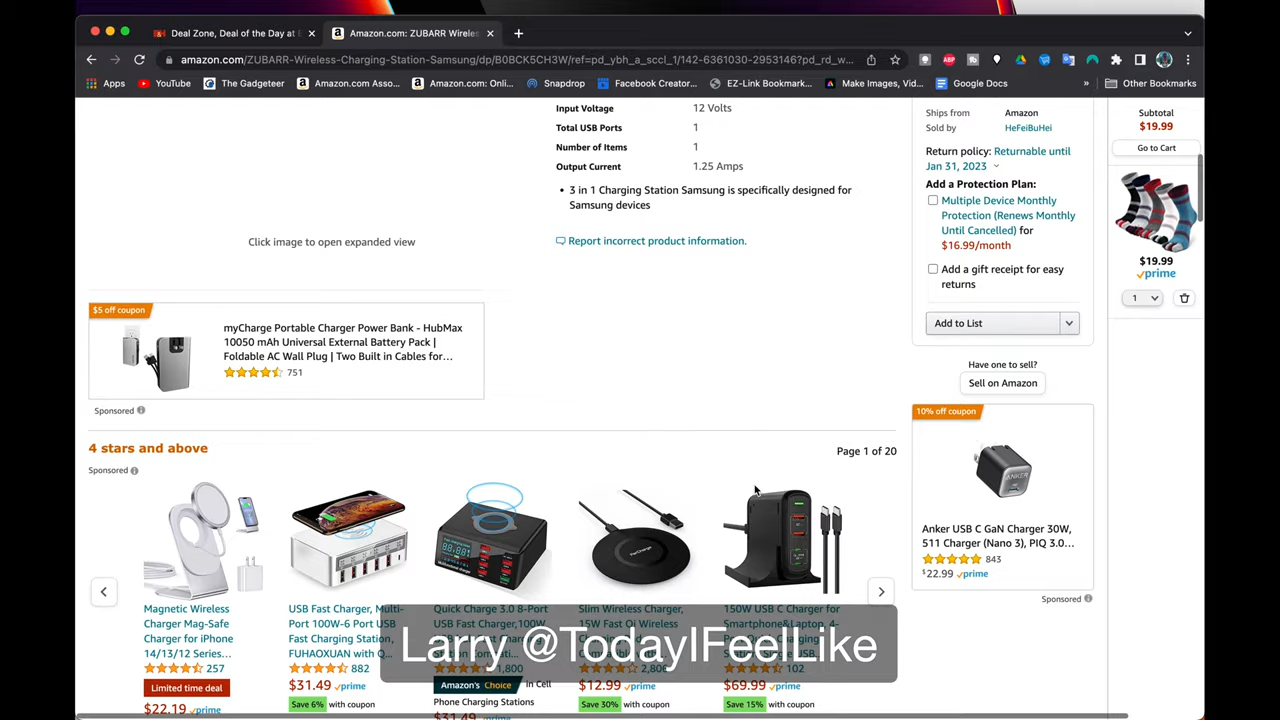 Deal Zone, Deal of the Day at
Amazon.com: ZUBARR Wireles
amazon.com/ZUBARR-Wireless-Charging-Station-Samsung/dp/B0BCK5CH3W/ref=pd_ybh_a_sccl_1/142-6361030-2953146?pd_rd_w...
Apps
YouTube
The Gadgeteer
Amazon.com Asso...
Amazon.com: Onli...
Snapdrop
Facebook Creator...
EZ-Link Bookmark...
Make Images, Vid...
Google Docs
»
Other Bookmarks
Input Voltage 12 Volts
Total USB Ports 1
Number of Items 1
Output Current 1.25 Amps
• 3 in 1 Charging Station Samsung is specifically designed for
Samsung devices
Report incorrect product information.
Click image to open expanded view
Ships from Amazon
Sold by HeFeiBuHei
Return policy: Returnable until
Jan 31, 2023
Add a Protection Plan:
Multiple Device Monthly
Protection (Renews Monthly
Until Cancelled) for
$16.99/month
Add a gift receipt for easy
returns
Add to List
Have one to sell?
Sell on Amazon
Subtotal
$19.99
Go to Cart
$19.99
prime
1
$5 off coupon
myCharge Portable Charger Power Bank - HubMax
10050 mAh Universal External Battery Pack |
Foldable AC Wall Plug | Two Built in Cables for...
751
Sponsored
10% off coupon
Anker USB C GaN Charger 30W,
511 Charger (Nano 3), PIQ 3.0...
843
$22.99 prime
Sponsored
4 stars and above
Page 1 of 20
Sponsored
Magnetic Wireless
Charger Mag-Safe
Charger for iPhone
14/13/12 Series...
257
Limited time deal
$22.19 prime
USB Fast Charger, Multi-
Port 100W-6 Port USB
Fast Charging Station,
FUHAOXUAN with Q...
882
$31.49 prime
Save 6% with coupon
Quick Charge 3.0 8-Port
USB Fast Charger,
1,800
Amazon's Choice in Cell
Phone Charging Stations
$31.49
Slim Wireless Charger,
15W Fast Qi Wireless
$12.99 prime
Save 30% with coupon
150W USB C Charger for
Smartphone&Laptop, 4-
102
$69.99 prime
Save 15% with coupon
Larry @TodayIFeelLike